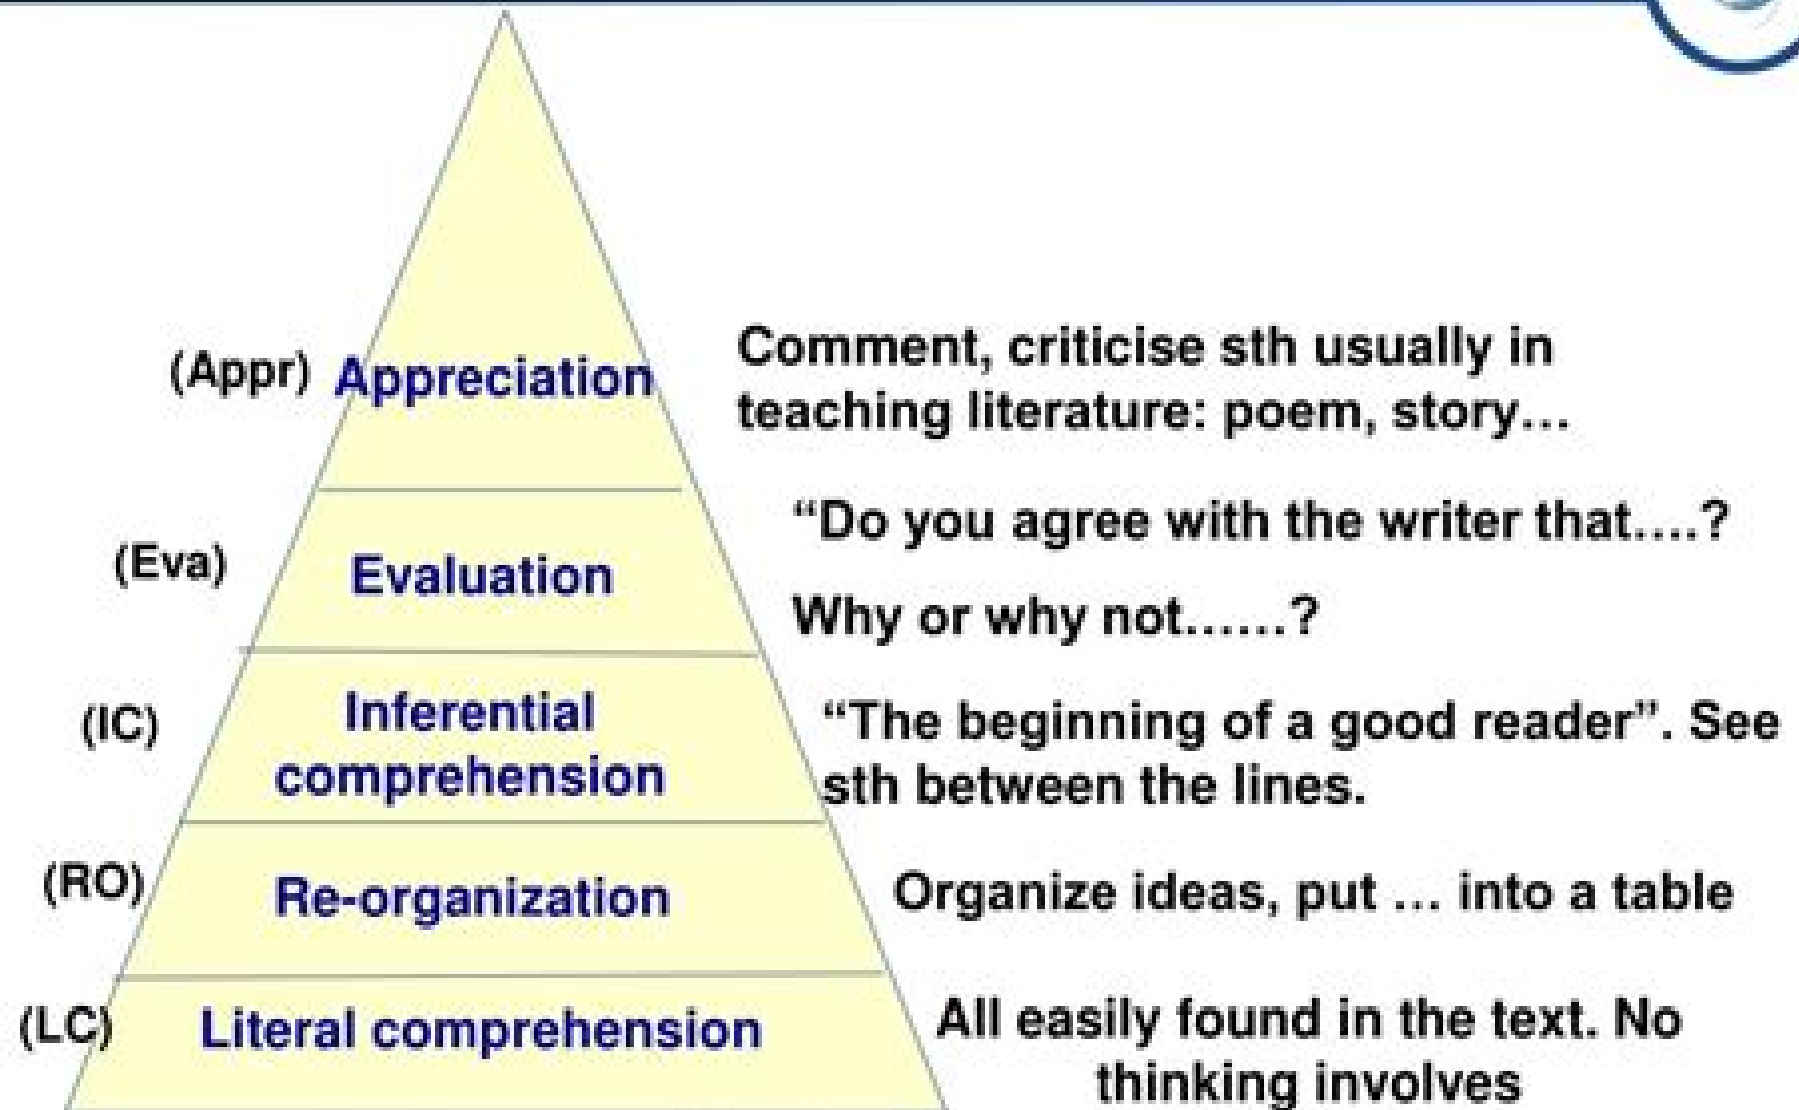 (Appr) Appreciation
Comment, criticise sth usually in
teaching literature: poem, story…
(Eva) Evaluation
“Do you agree with the writer that….?
Why or why not……?
(IC) Inferential
comprehension
“The beginning of a good reader”. See
sth between the lines.
(RO) Re-organization
Organize ideas, put … into a table
(LC) Literal comprehension
All easily found in the text. No
thinking involves